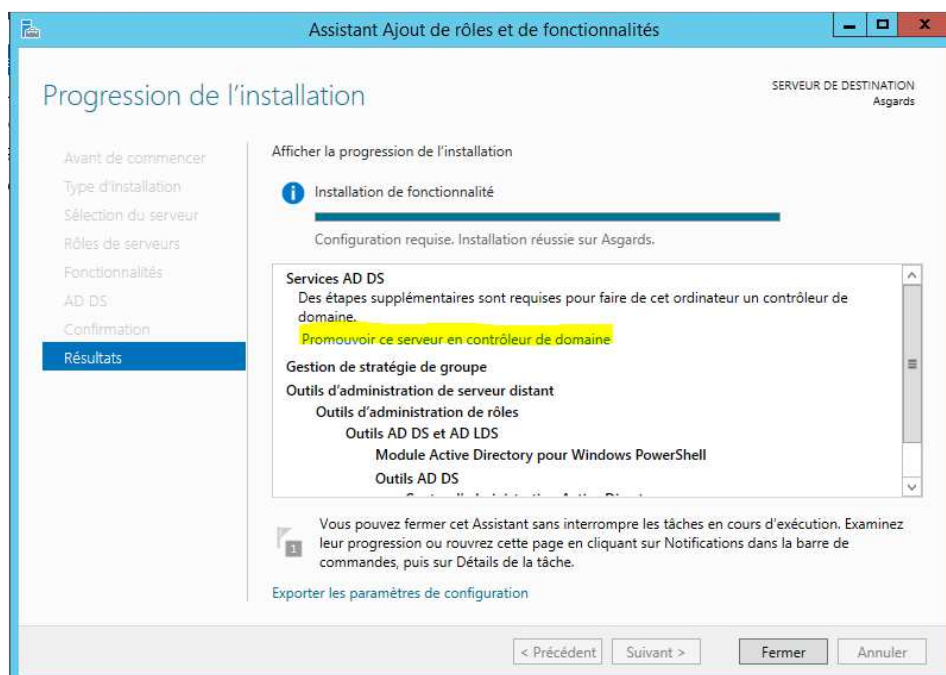 Assistant Ajout de rôles et de fonctionnalités
Progression de l'installation
SERVEUR DE DESTINATION
Asgards
Avant de commencer
Type d'installation
Sélection du serveur
Rôles de serveurs
Fonctionnalités
AD DS
Confirmation
Résultats
Afficher la progression de l'installation
Installation de fonctionnalité
Configuration requise. Installation réussie sur Asgards.
Services AD DS
Des étapes supplémentaires sont requises pour faire de cet ordinateur un contrôleur de
domaine.
Promouvoir ce serveur en contrôleur de domaine
Gestion de stratégie de groupe
Outils d'administration de serveur distant
Outils d'administration de rôles
Outils AD DS et AD LDS
Module Active Directory pour Windows PowerShell
Outils AD DS
1
Vous pouvez fermer cet Assistant sans interrompre les tâches en cours d'exécution. Examinez
leur progression ou rouvrez cette page en cliquant sur Notifications dans la barre de
commandes, puis sur Détails de la tâche.
Exporter les paramètres de configuration
< Précédent
Suivant >
Fermer
Annuler